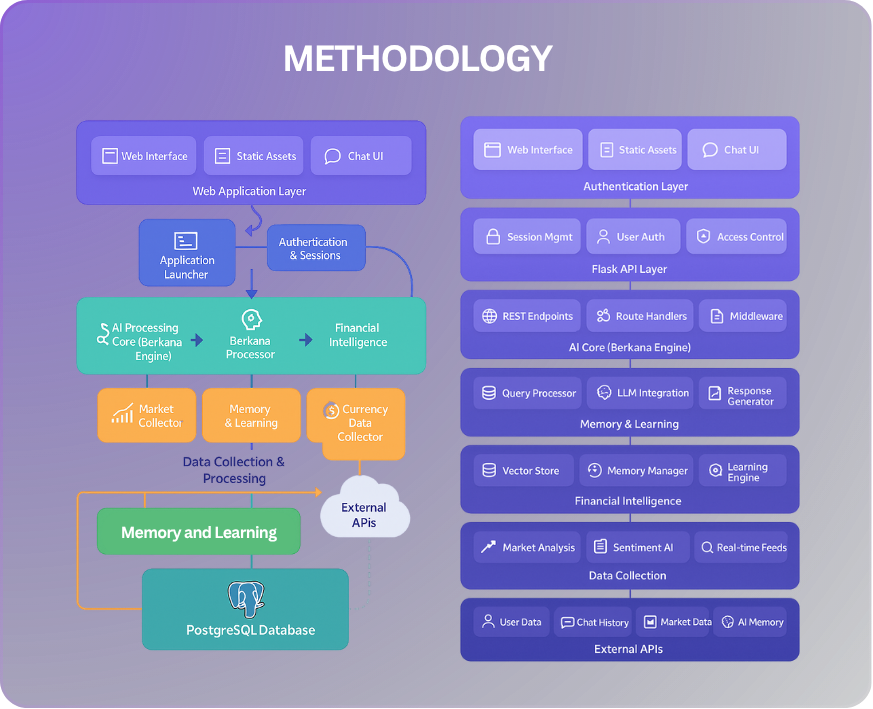 METHODOLOGY
Web Interface
Static Assets
Chat UI
Web Application Layer
Application
Launcher
Authertication
& Sessions
AI Processing
Core (Berkana
Engine)
Berkana
Processor
Financial
Intelligence
Market
Collector
Memory
& Learning
Currency
Data
Collector
Data Collection &
Processing
External
APIs
Memory and Learning
PostgreSQL Database
Web Interface
Static Assets
Chat UI
Authentication Layer
Session Mgmt
User Auth
Access Control
Flask API Layer
REST Endpoints
Route Handlers
Middleware
AI Core (Berkana Engine)
Query Processor
LLM Integration
Response
Generator
Memory & Learning
Vector Store
Memory Manager
Learning
Engine
Financial Intelligence
Market Analysis
Sentiment AI
Real-time Feeds
Data Collection
User Data
Chat History
Market Data
AI Memory
External APIs